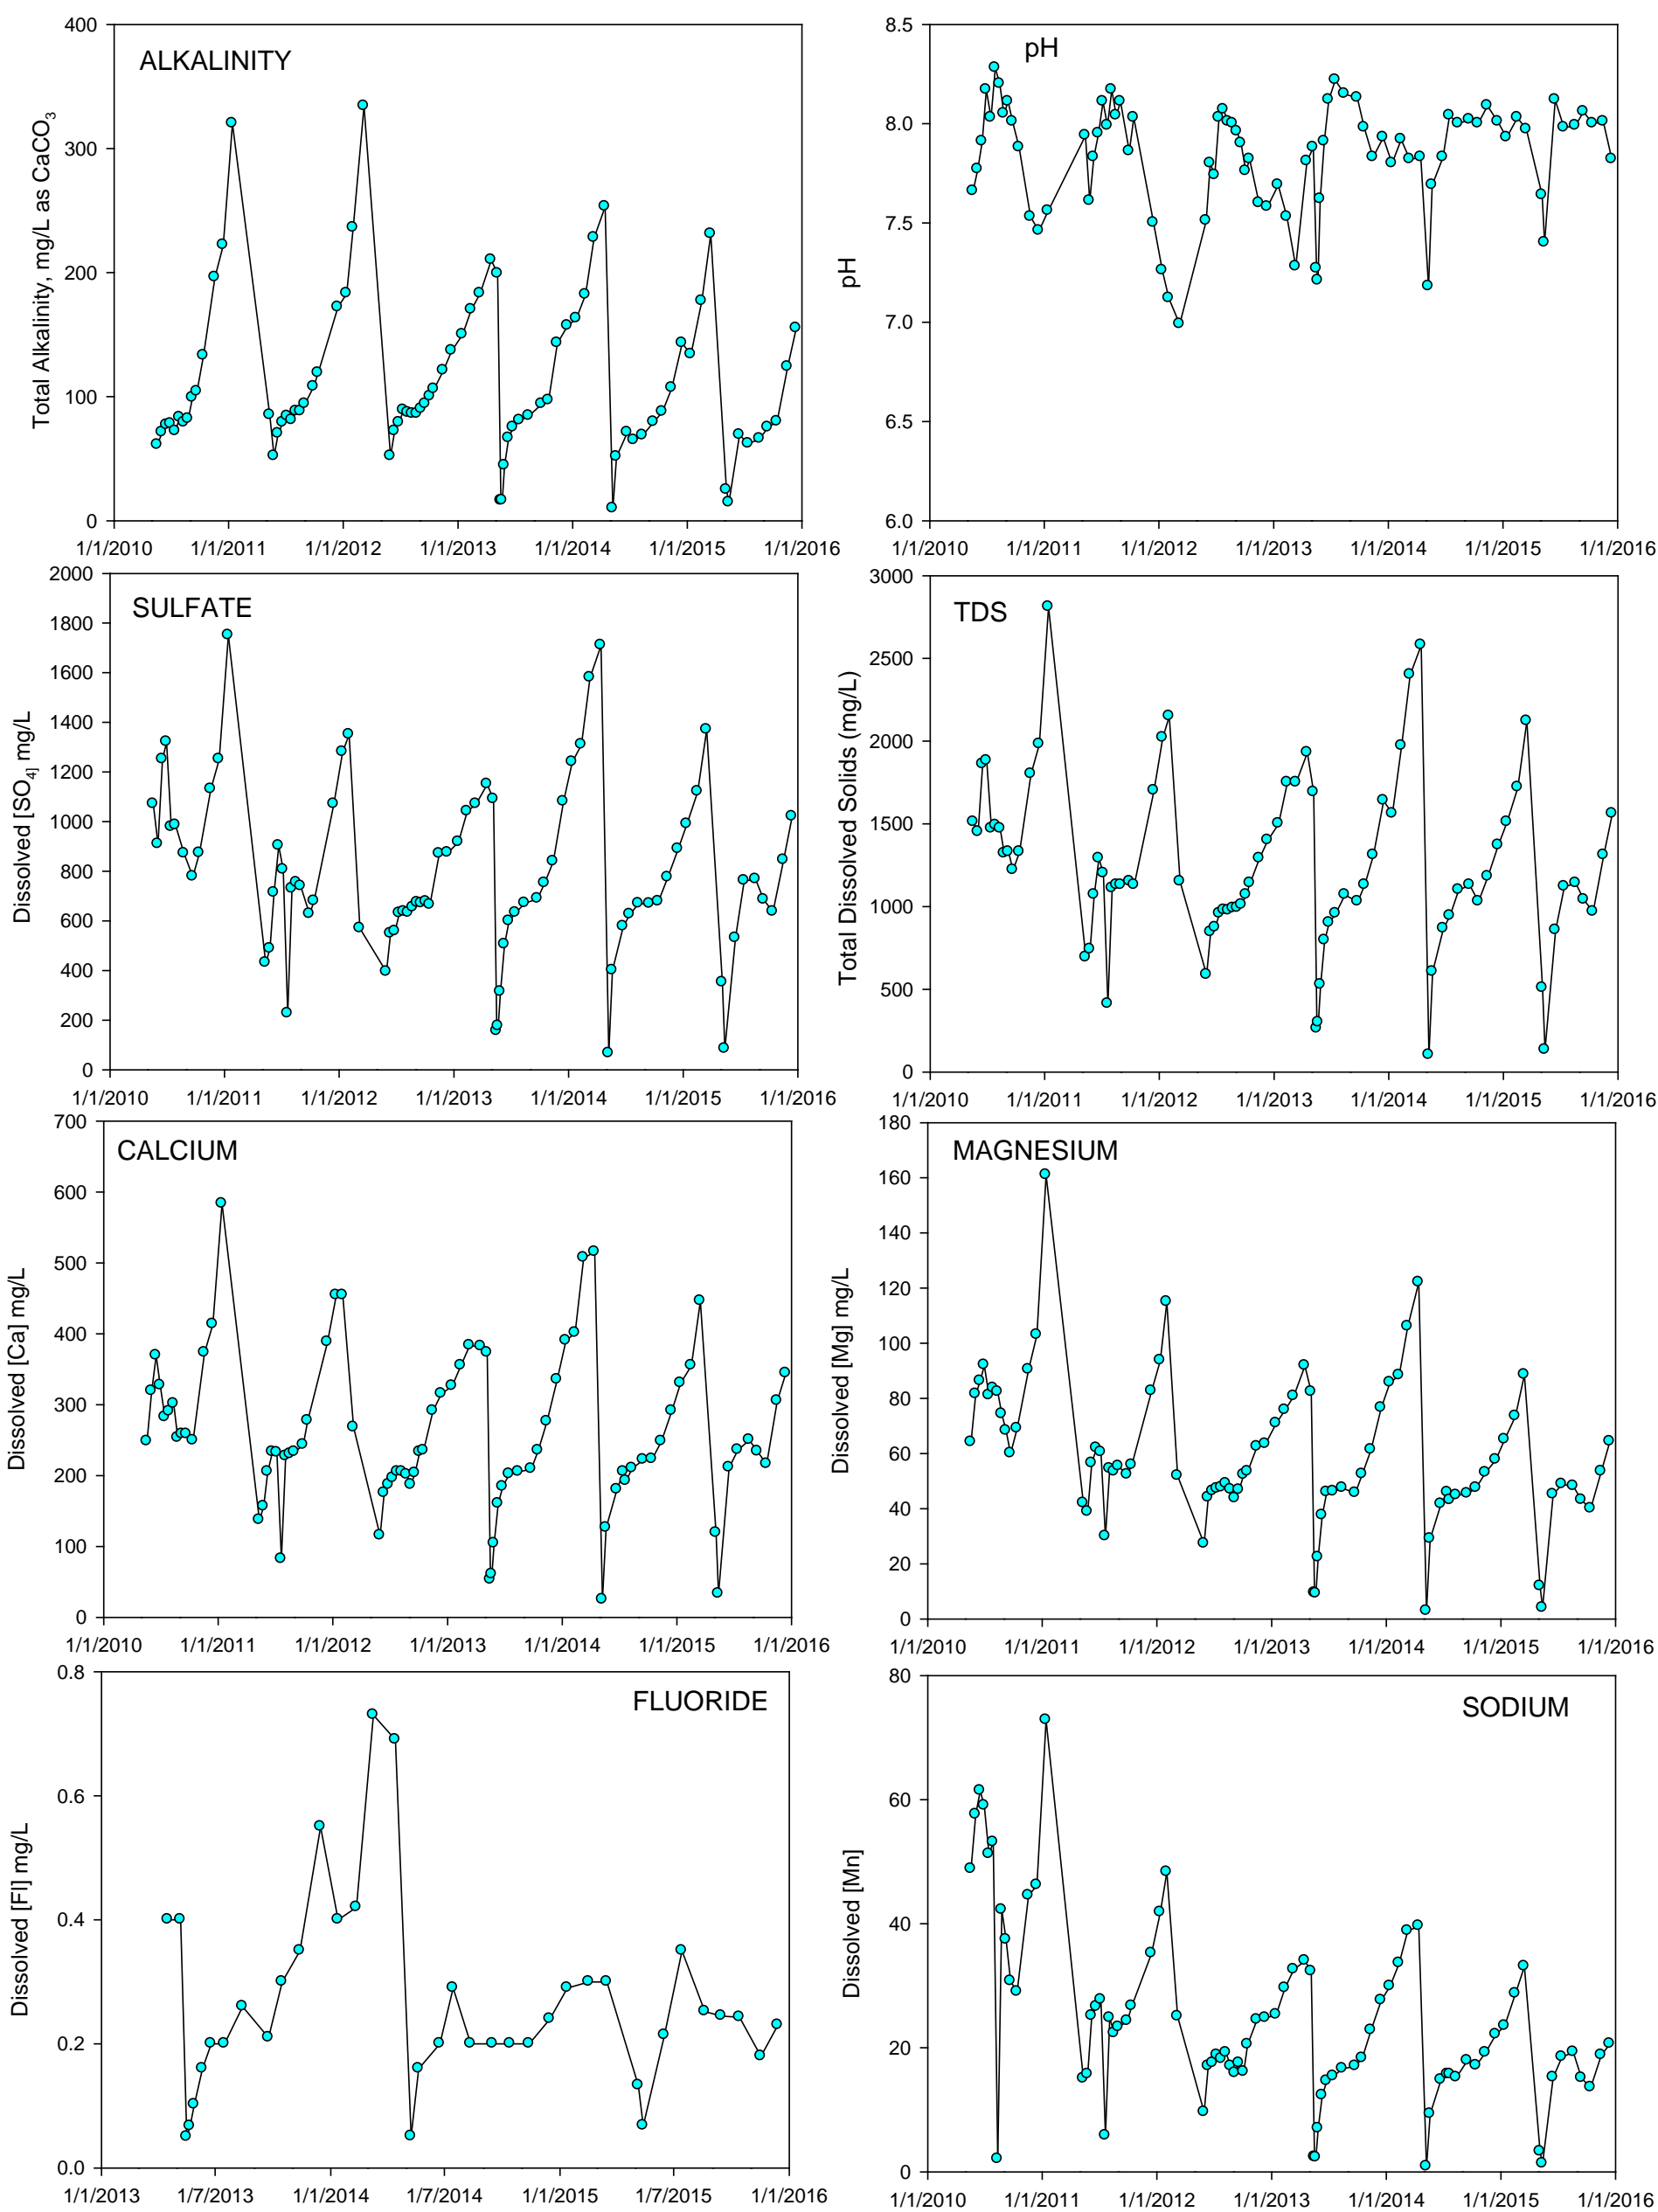 ALKALINITY
Total Alkalinity, mg/L as CaCO3
400
300
200
100
0
1/1/2010 1/1/2011 1/1/2012 1/1/2013 1/1/2014 1/1/2015 1/1/2016
pH
pH
8.5
8.0
7.5
7.0
6.5
6.0
1/1/2010 1/1/2011 1/1/2012 1/1/2013 1/1/2014 1/1/2015 1/1/2016
SULFATE
Dissolved [SO4] mg/L
2000
1800
1600
1400
1200
1000
800
600
400
200
0
1/1/2010 1/1/2011 1/1/2012 1/1/2013 1/1/2014 1/1/2015 1/1/2016
TDS
Total Dissolved Solids (mg/L)
3000
2500
2000
1500
1000
500
0
1/1/2010 1/1/2011 1/1/2012 1/1/2013 1/1/2014 1/1/2015 1/1/2016
CALCIUM
Dissolved [Ca] mg/L
700
600
500
400
300
200
100
0
1/1/2010 1/1/2011 1/1/2012 1/1/2013 1/1/2014 1/1/2015 1/1/2016
MAGNESIUM
Dissolved [Mg] mg/L
180
160
140
120
100
80
60
40
20
0
1/1/2010 1/1/2011 1/1/2012 1/1/2013 1/1/2014 1/1/2015 1/1/2016
FLUORIDE
Dissolved [Fl] mg/L
0.8
0.6
0.4
0.2
0.0
1/1/2013 1/7/2013 1/1/2014 1/7/2014 1/1/2015 1/7/2015 1/1/2016
SODIUM
Dissolved [Mn]
80
60
40
20
0
1/1/2010 1/1/2011 1/1/2012 1/1/2013 1/1/2014 1/1/2015 1/1/2016